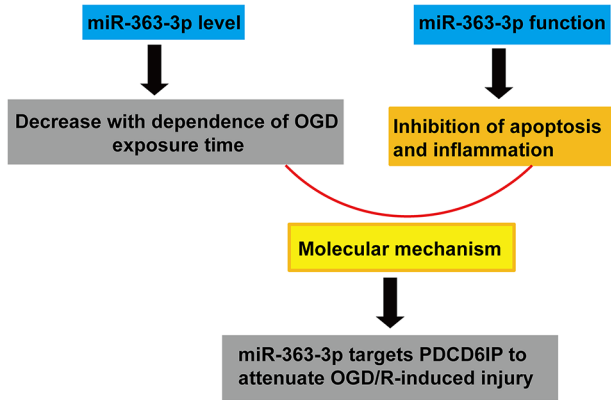 miR-363-3p level
miR-363-3p function
Decrease with dependence of OGD
exposure time
Inhibition of apoptosis
and inflammation
Molecular mechanism
miR-363-3p targets PDCD6IP to
attenuate OGD/R-induced injury